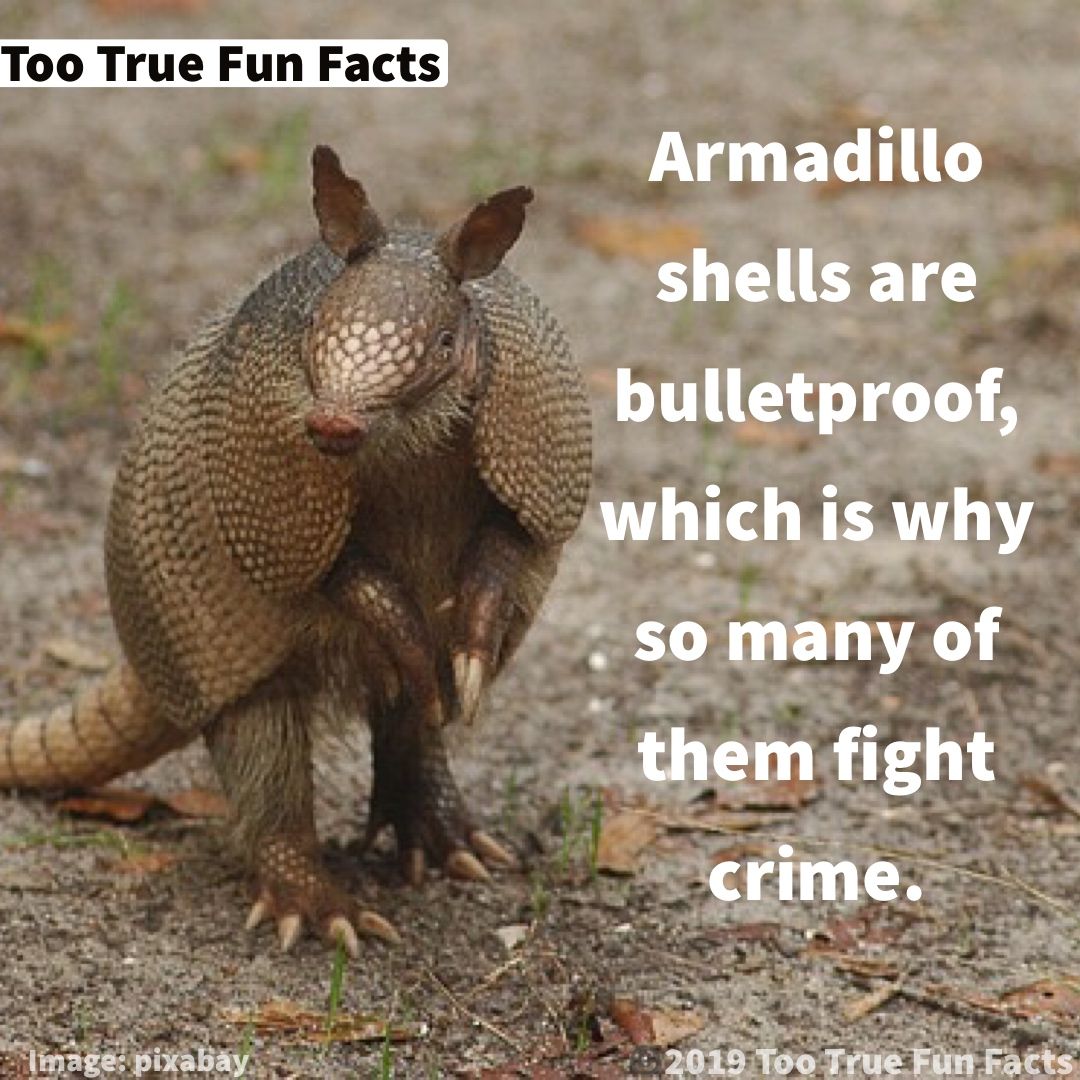 Too True Fun Facts
Armadillo
shells are
bulletproof,
which is why
so many of
them fight
crime.
Image: pixabay
© 2019 Too True Fun Facts